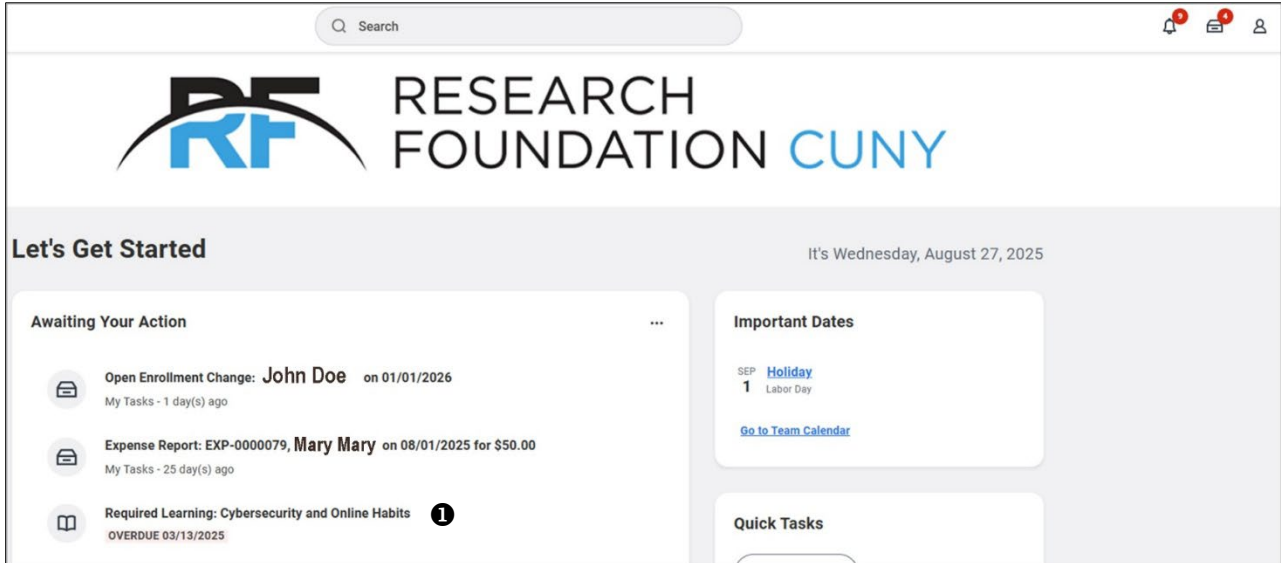 Search
9
4
RF
RESEARCH
FOUNDATION CUNY
Let's Get Started
It's Wednesday, August 27, 2025
Awaiting Your Action
Open Enrollment Change: John Doe on 01/01/2026
My Tasks - 1 day(s) ago
Expense Report: EXP-0000079, Mary Mary on 08/01/2025 for $50.00
My Tasks - 25 day(s) ago
Required Learning: Cybersecurity and Online Habits ❶
OVERDUE 03/13/2025
Important Dates
SEP Holiday
1 Labor Day
Go to Team Calendar
Quick Tasks